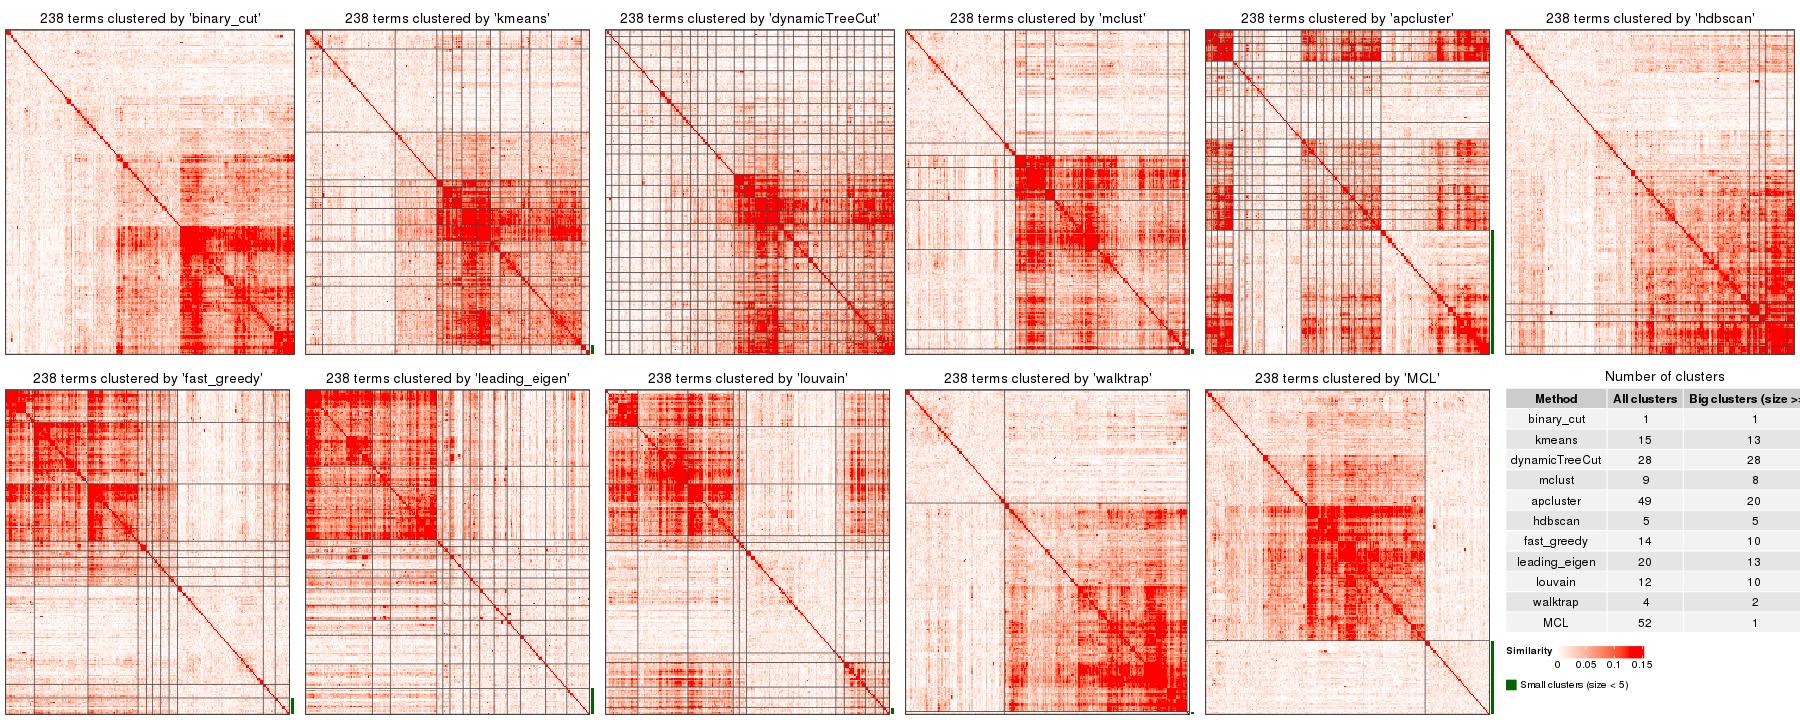 238 terms clustered by 'binary_cut'
238 terms clustered by 'kmeans'
238 terms clustered by 'dynamicTreeCut'
238 terms clustered by 'mclust'
238 terms clustered by 'apcluster'
238 terms clustered by 'hdbscan'
238 terms clustered by 'fast_greedy'
238 terms clustered by 'leading_eigen'
238 terms clustered by 'louvain'
238 terms clustered by 'walktrap'
238 terms clustered by 'MCL'
Number of clusters
Method All clusters Big clusters (size >
binary_cut 1 1
kmeans 15 13
dynamicTreeCut 28 28
mclust 9 8
apcluster 49 20
hdbscan 5 5
fast_greedy 14 10
leading_eigen 20 13
louvain 12 10
walktrap 4 2
MCL 52 1
Similarity
0 0.05 0.1 0.15
Small clusters (size < 5)